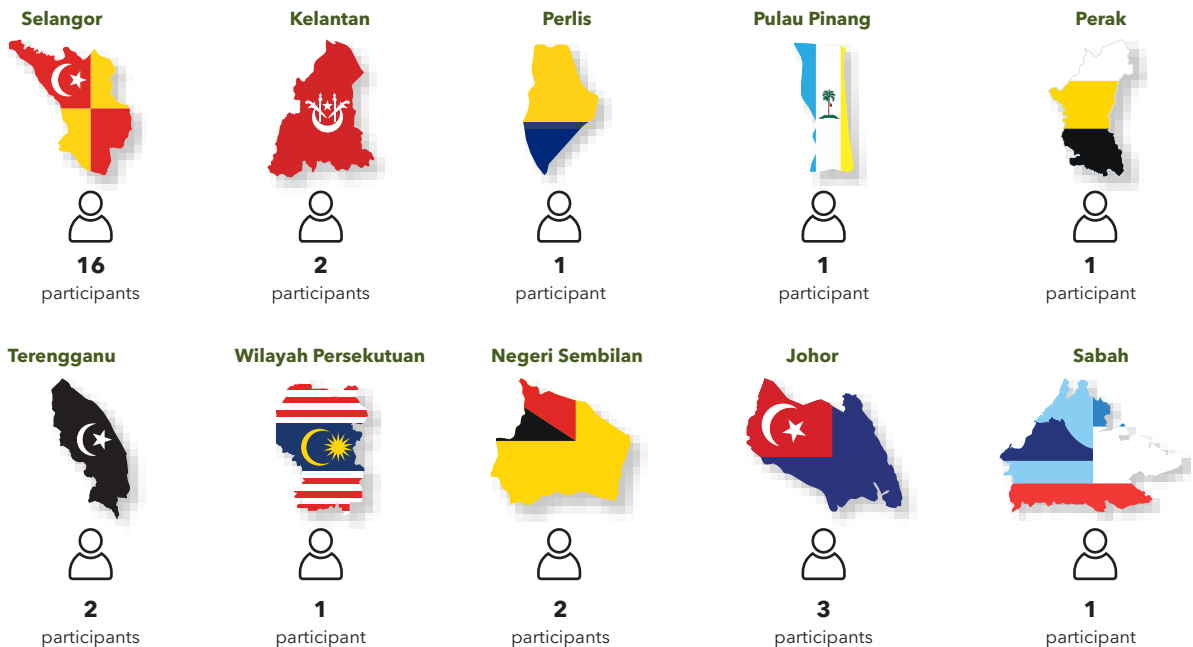 Selangor
Kelantan
Perlis
Pulau Pinang
Perak
16
participants
2
participants
1
participant
1
participant
1
participant
Terengganu
Wilayah Persekutuan
Negeri Sembilan
Johor
Sabah
2
participants
1
participant
2
participants
3
participants
1
participant